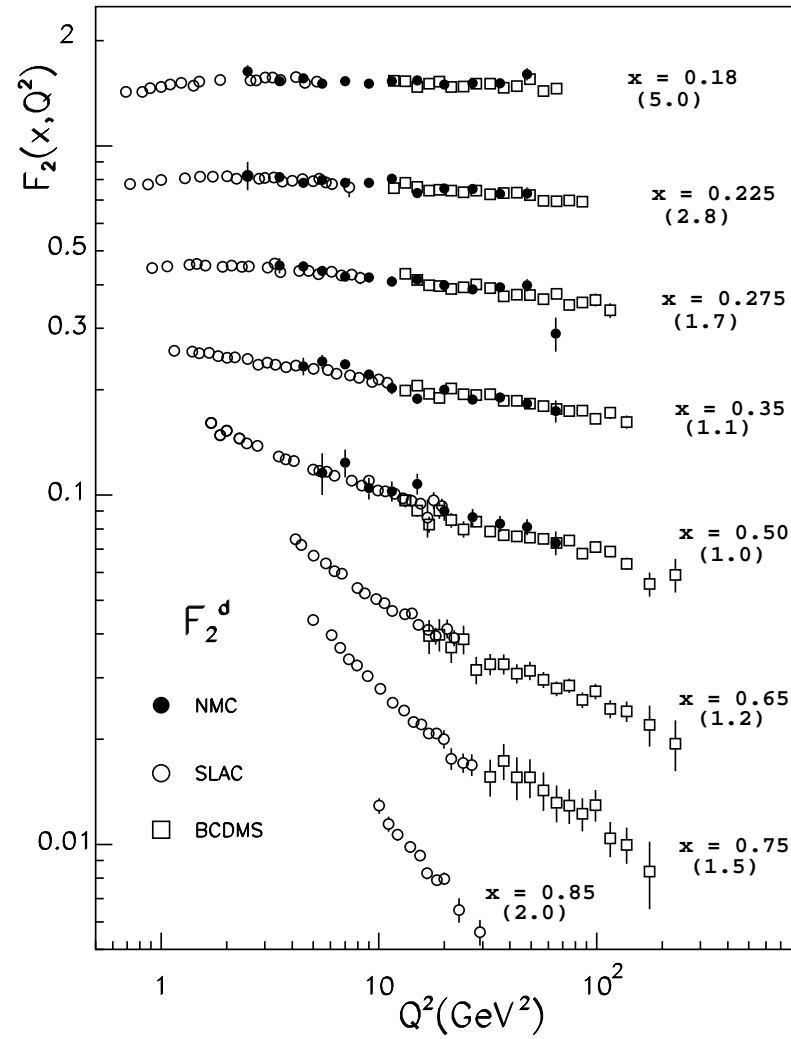 2
F₂(x,Q²)
x = 0.18
(5.0)
x = 0.225
(2.8)
0.5
x = 0.275
(1.7)
0.3
x = 0.35
(1.1)
0.1
x = 0.50
(1.0)
F₂ᵈ
NMC
x = 0.65
(1.2)
SLAC
BCDMS
0.01
x = 0.75
(1.5)
x = 0.85
(2.0)
1 10 10²
Q²(GeV²)